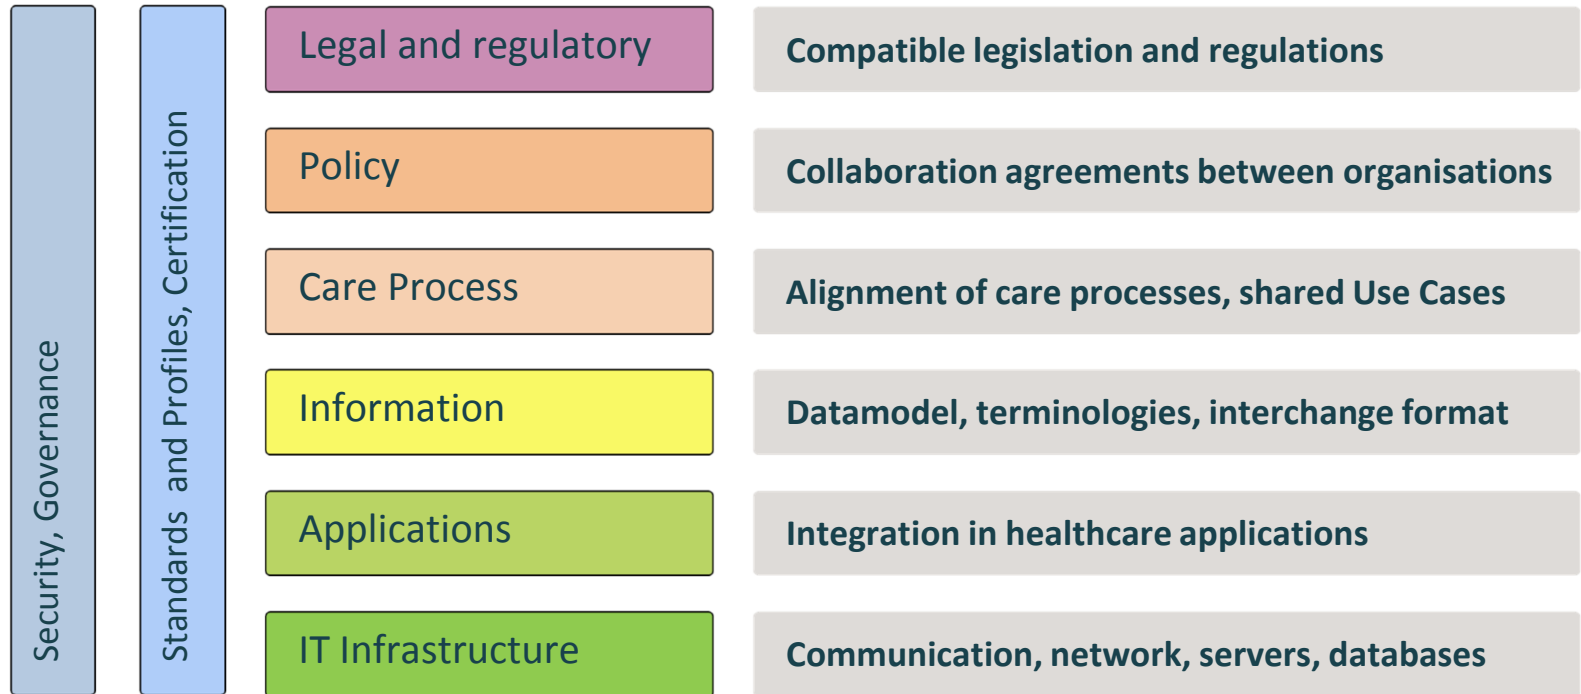 Security, Governance
Standards and Profiles, Certification
Legal and regulatory
Compatible legislation and regulations
Policy
Collaboration agreements between organisations
Care Process
Alignment of care processes, shared Use Cases
Information
Datamodel, terminologies, interchange format
Applications
Integration in healthcare applications
IT Infrastructure
Communication, network, servers, databases